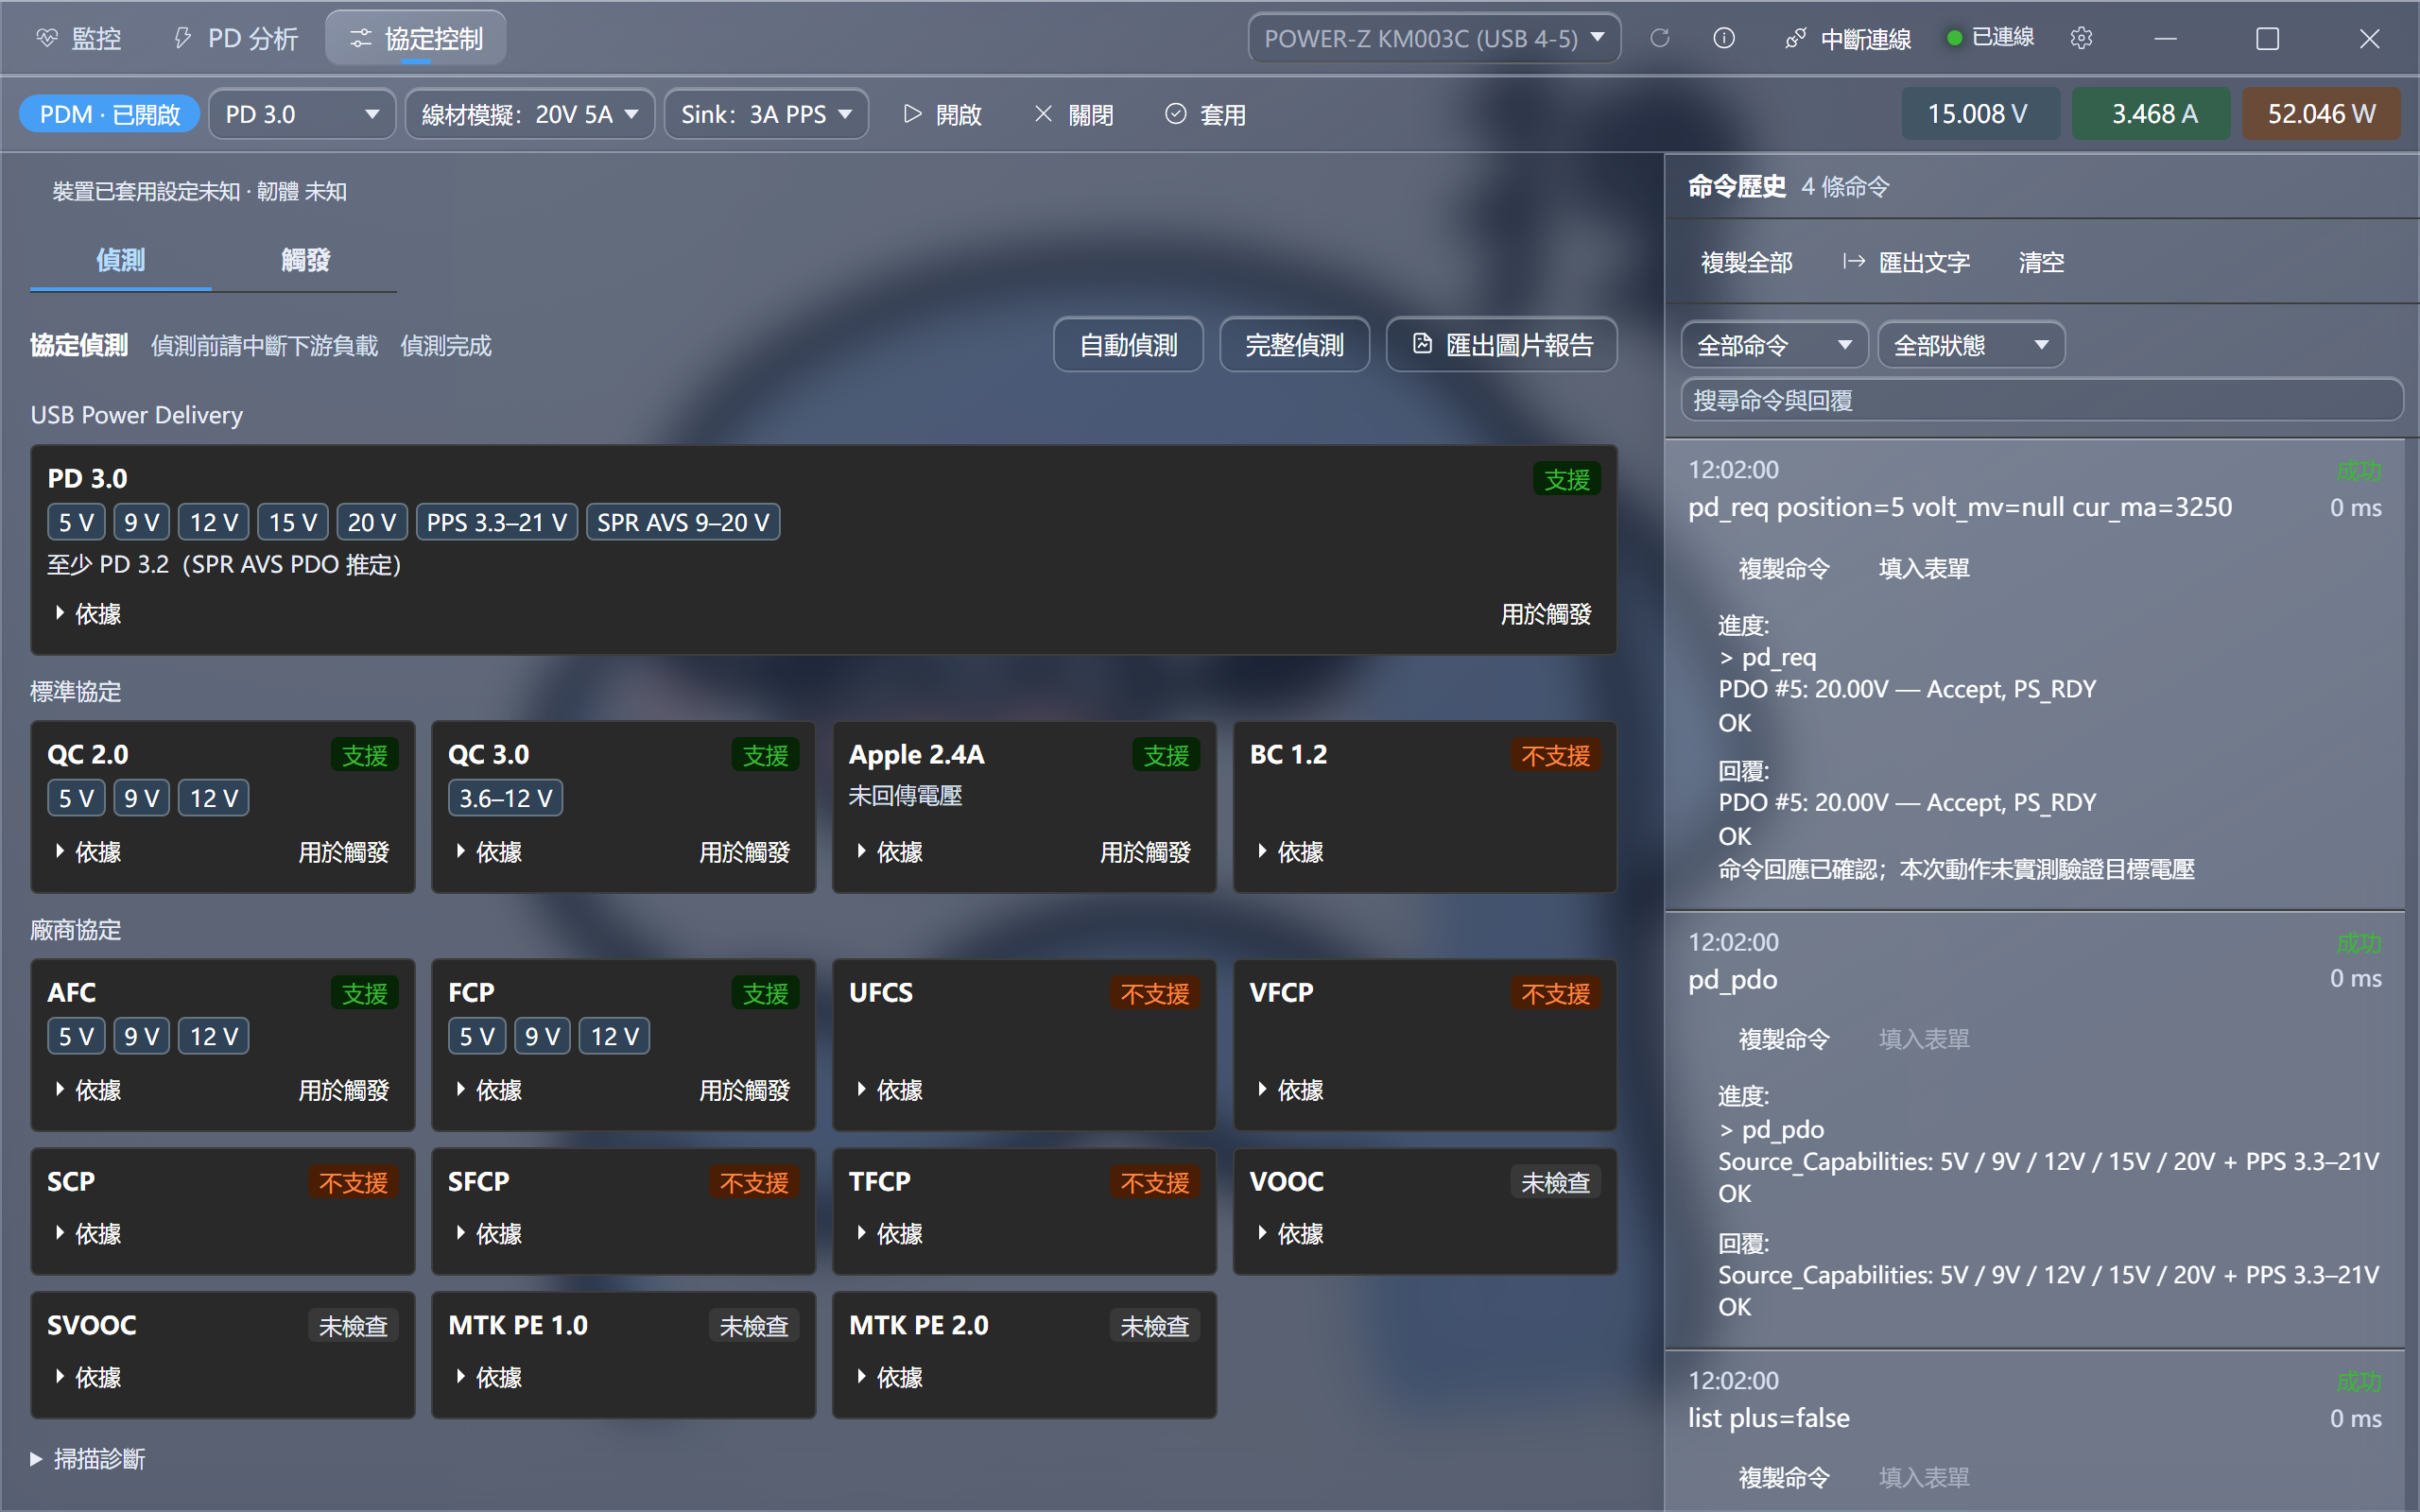 監控 PD 分析 協定控制 POWER-Z KM003C (USB 4-5) 中斷連線 已連線
PDM · 已開啟 PD 3.0 線材模擬：20V 5A Sink：3A PPS 開啟 關閉 套用 15.008 V 3.468 A 52.046 W
裝置已套用設定未知 · 韌體 未知
偵測 觸發
協定偵測 偵測前請中斷下游負載 偵測完成 自動偵測 完整偵測 匯出圖片報告
USB Power Delivery
PD 3.0 支援
5 V 9 V 12 V 15 V 20 V PPS 3.3–21 V SPR AVS 9–20 V
至少 PD 3.2（SPR AVS PDO 推定）
依據 用於觸發
標準協定
QC 2.0 支援
5 V 9 V 12 V
依據 用於觸發
QC 3.0 支援
3.6–12 V
依據 用於觸發
Apple 2.4A 支援
未回傳電壓
依據 用於觸發
BC 1.2 不支援
依據
廠商協定
AFC 支援
5 V 9 V 12 V
依據 用於觸發
FCP 支援
5 V 9 V 12 V
依據 用於觸發
UFCS 不支援
依據
VFCP 不支援
依據
SCP 不支援
依據
SFCP 不支援
依據
TFCP 不支援
依據
VOOC 未檢查
依據
SVOOC 未檢查
依據
MTK PE 1.0 未檢查
依據
MTK PE 2.0 未檢查
依據
掃描診斷
命令歷史 4 條命令
複製全部 匯出文字 清空
全部命令 全部狀態
搜尋命令與回覆
12:02:00 成功
pd_req position=5 volt_mv=null cur_ma=3250 0 ms
複製命令 填入表單
進度:
> pd_req
PDO #5: 20.00V — Accept, PS_RDY
OK
回覆:
PDO #5: 20.00V — Accept, PS_RDY
OK
命令回應已確認；本次動作未實測驗證目標電壓
12:02:00 成功
pd_pdo 0 ms
複製命令 填入表單
進度:
> pd_pdo
Source_Capabilities: 5V / 9V / 12V / 15V / 20V + PPS 3.3–21V
OK
回覆:
Source_Capabilities: 5V / 9V / 12V / 15V / 20V + PPS 3.3–21V
OK
12:02:00 成功
list plus=false 0 ms
複製命令 填入表單